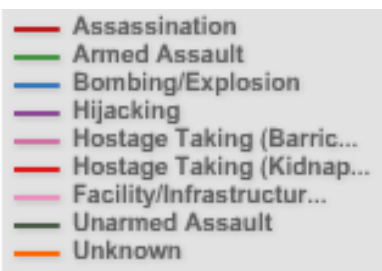 Assassination
Armed Assault
Bombing/Explosion
Hijacking
Hostage Taking (Barric...
Hostage Taking (Kidnap...
Facility/Infrastructur...
Unarmed Assault
Unknown